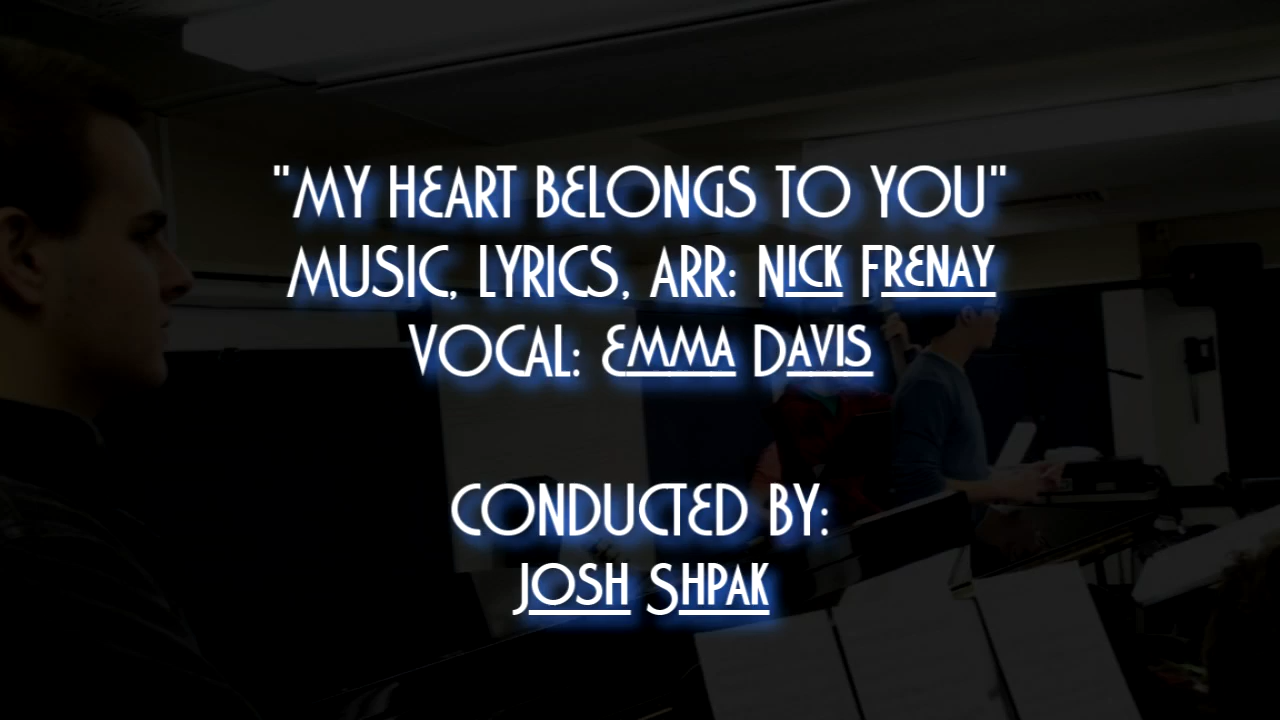 "MY HEART BELONGS TO YOU"
MUSIC, LYRICS, ARR: NICK FRENAY
VOCAL: EMMA DAVIS
CONDUCTED BY:
JOSH SHPAK